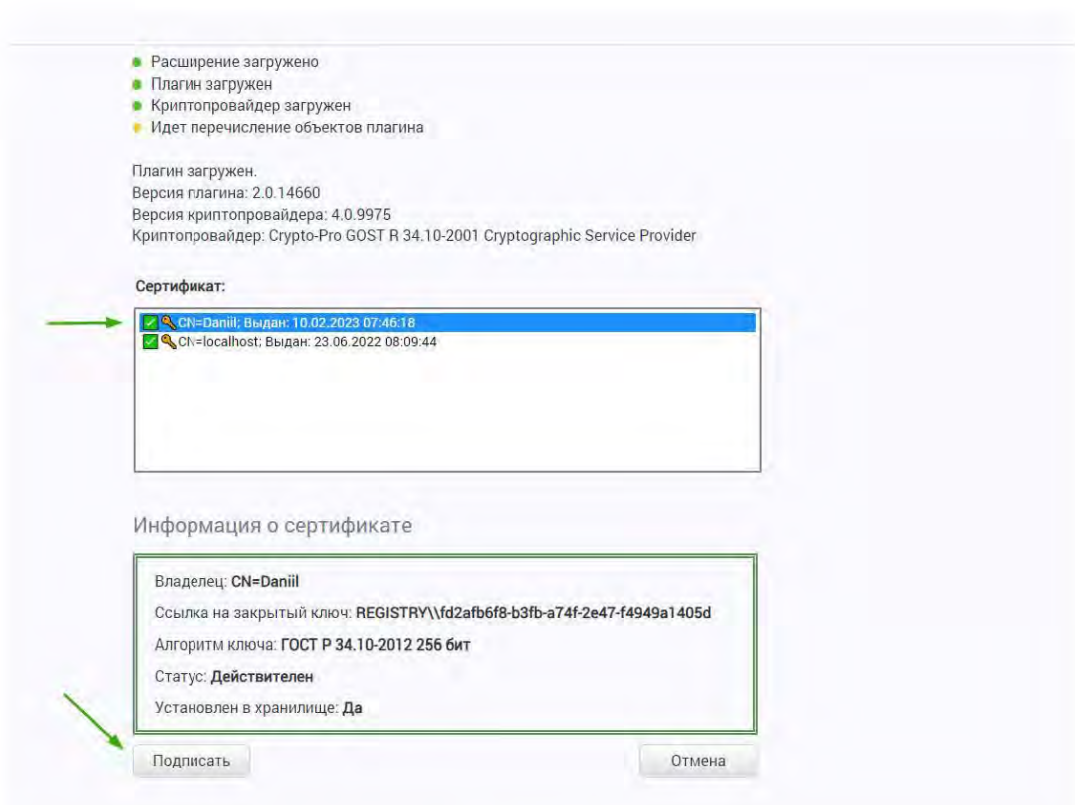 Расширение загружено
Плагин загружен
Криптопровайдер загружен
Идет перечисление объектов плагина
Плагин загружен.
Версия плагина: 2.0.14660
Версия криптопровайдера: 4.0.9975
Криптопровайдер: Crypto-Pro GOST R 34.10-2001 Cryptographic Service Provider
Сертификат:
CN=Daniil; Выдан: 10.02.2023 07:46:18
CN=localhost; Выдан: 23.06.2022 08:09:44
Информация о сертификате
Владелец: CN=Daniil
Ссылка на закрытый ключ: REGISTRY\\fd2afb6f8-b3fb-a74f-2e47-f4949a1405d
Алгоритм ключа: ГОСТ Р 34.10-2012 256 бит
Статус: Действителен
Установлен в хранилище: Да
Подписать Отмена